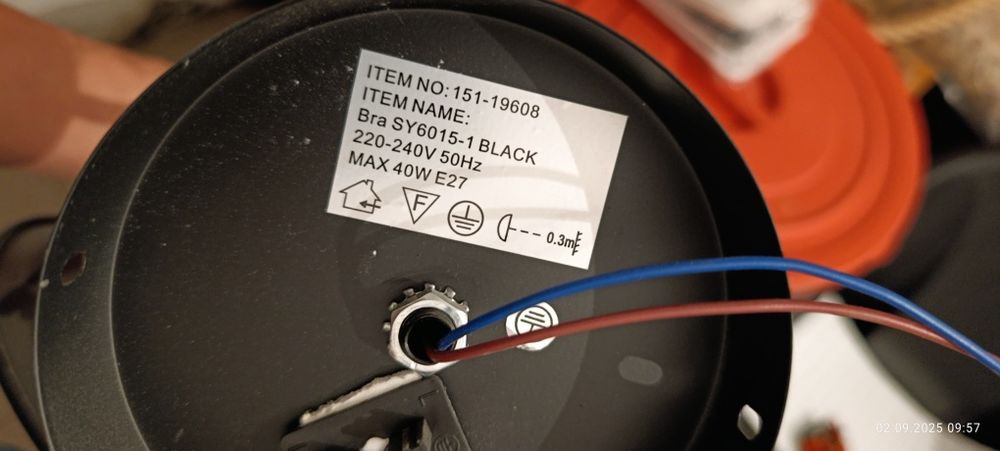 ITEM NO: 151-19608
ITEM NAME:
Bra SY6015-1 BLACK
220-240V 50Hz
MAX 40W E27
F
0.3m
02.09.2025 09:57